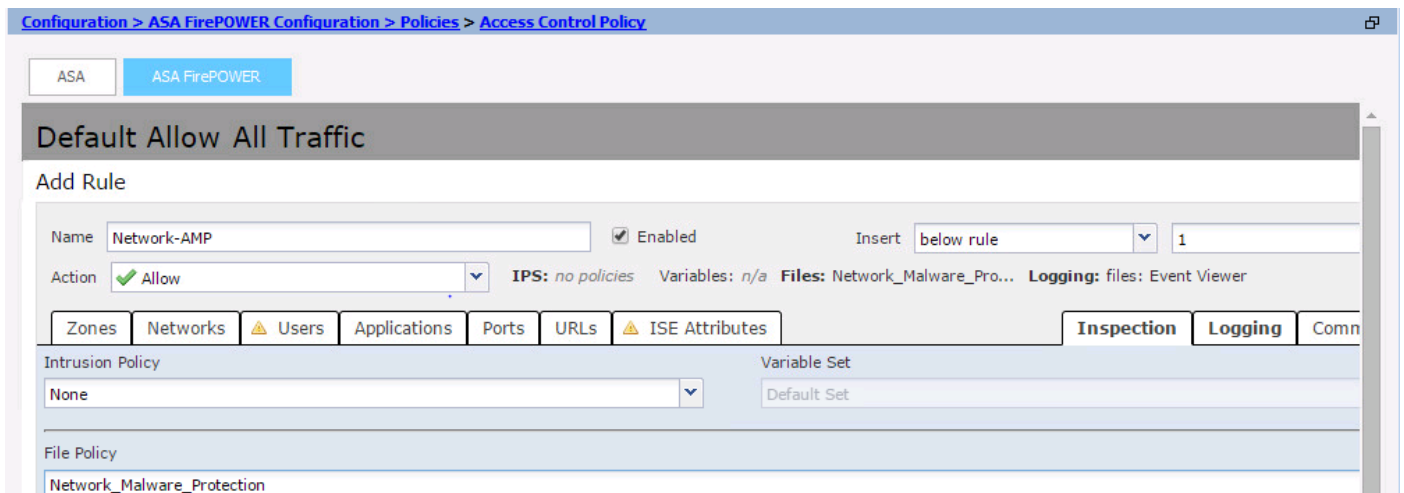 Configuration > ASA FirePOWER Configuration > Policies > Access Control Policy
ASA ASA FirePOWER
Default Allow All Traffic
Add Rule
Name Network-AMP Enabled Insert below rule 1
Action Allow IPS: no policies Variables: n/a Files: Network_Malware_Pro... Logging: files: Event Viewer
Zones Networks Users Applications Ports URLs ISE Attributes Inspection Logging Comm
Intrusion Policy Variable Set
None Default Set
File Policy
Network_Malware_Protection